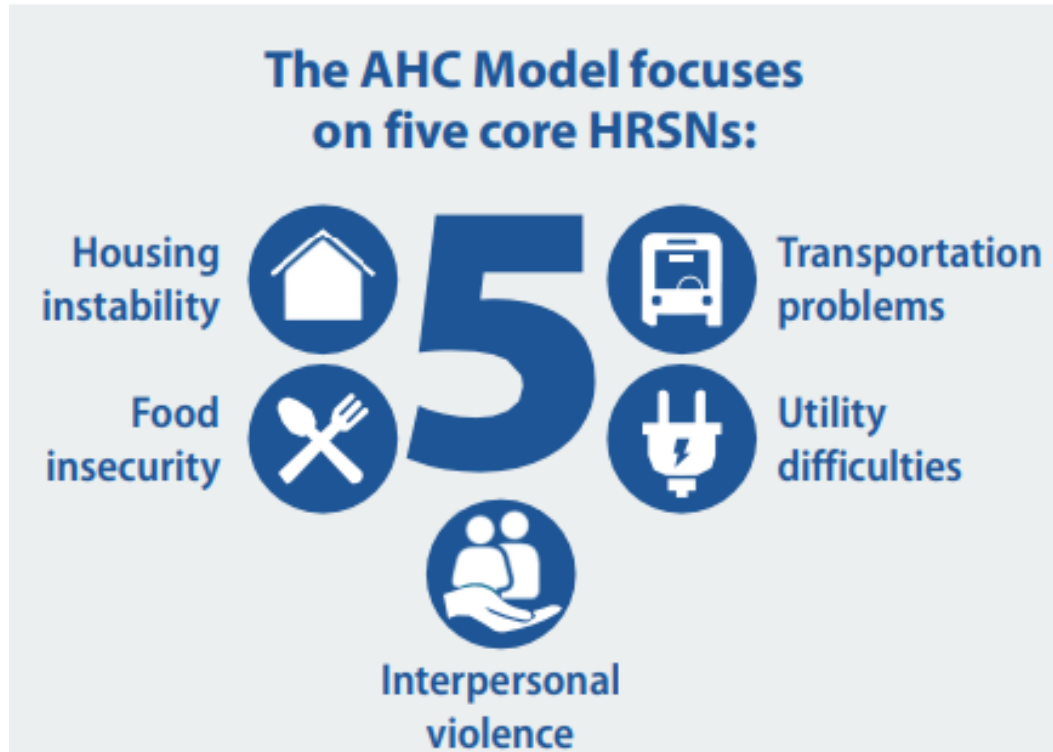 The AHC Model focuses
on five core HRSNs:
5
Housing
instability
Transportation
problems
Food
insecurity
Utility
difficulties
Interpersonal
violence